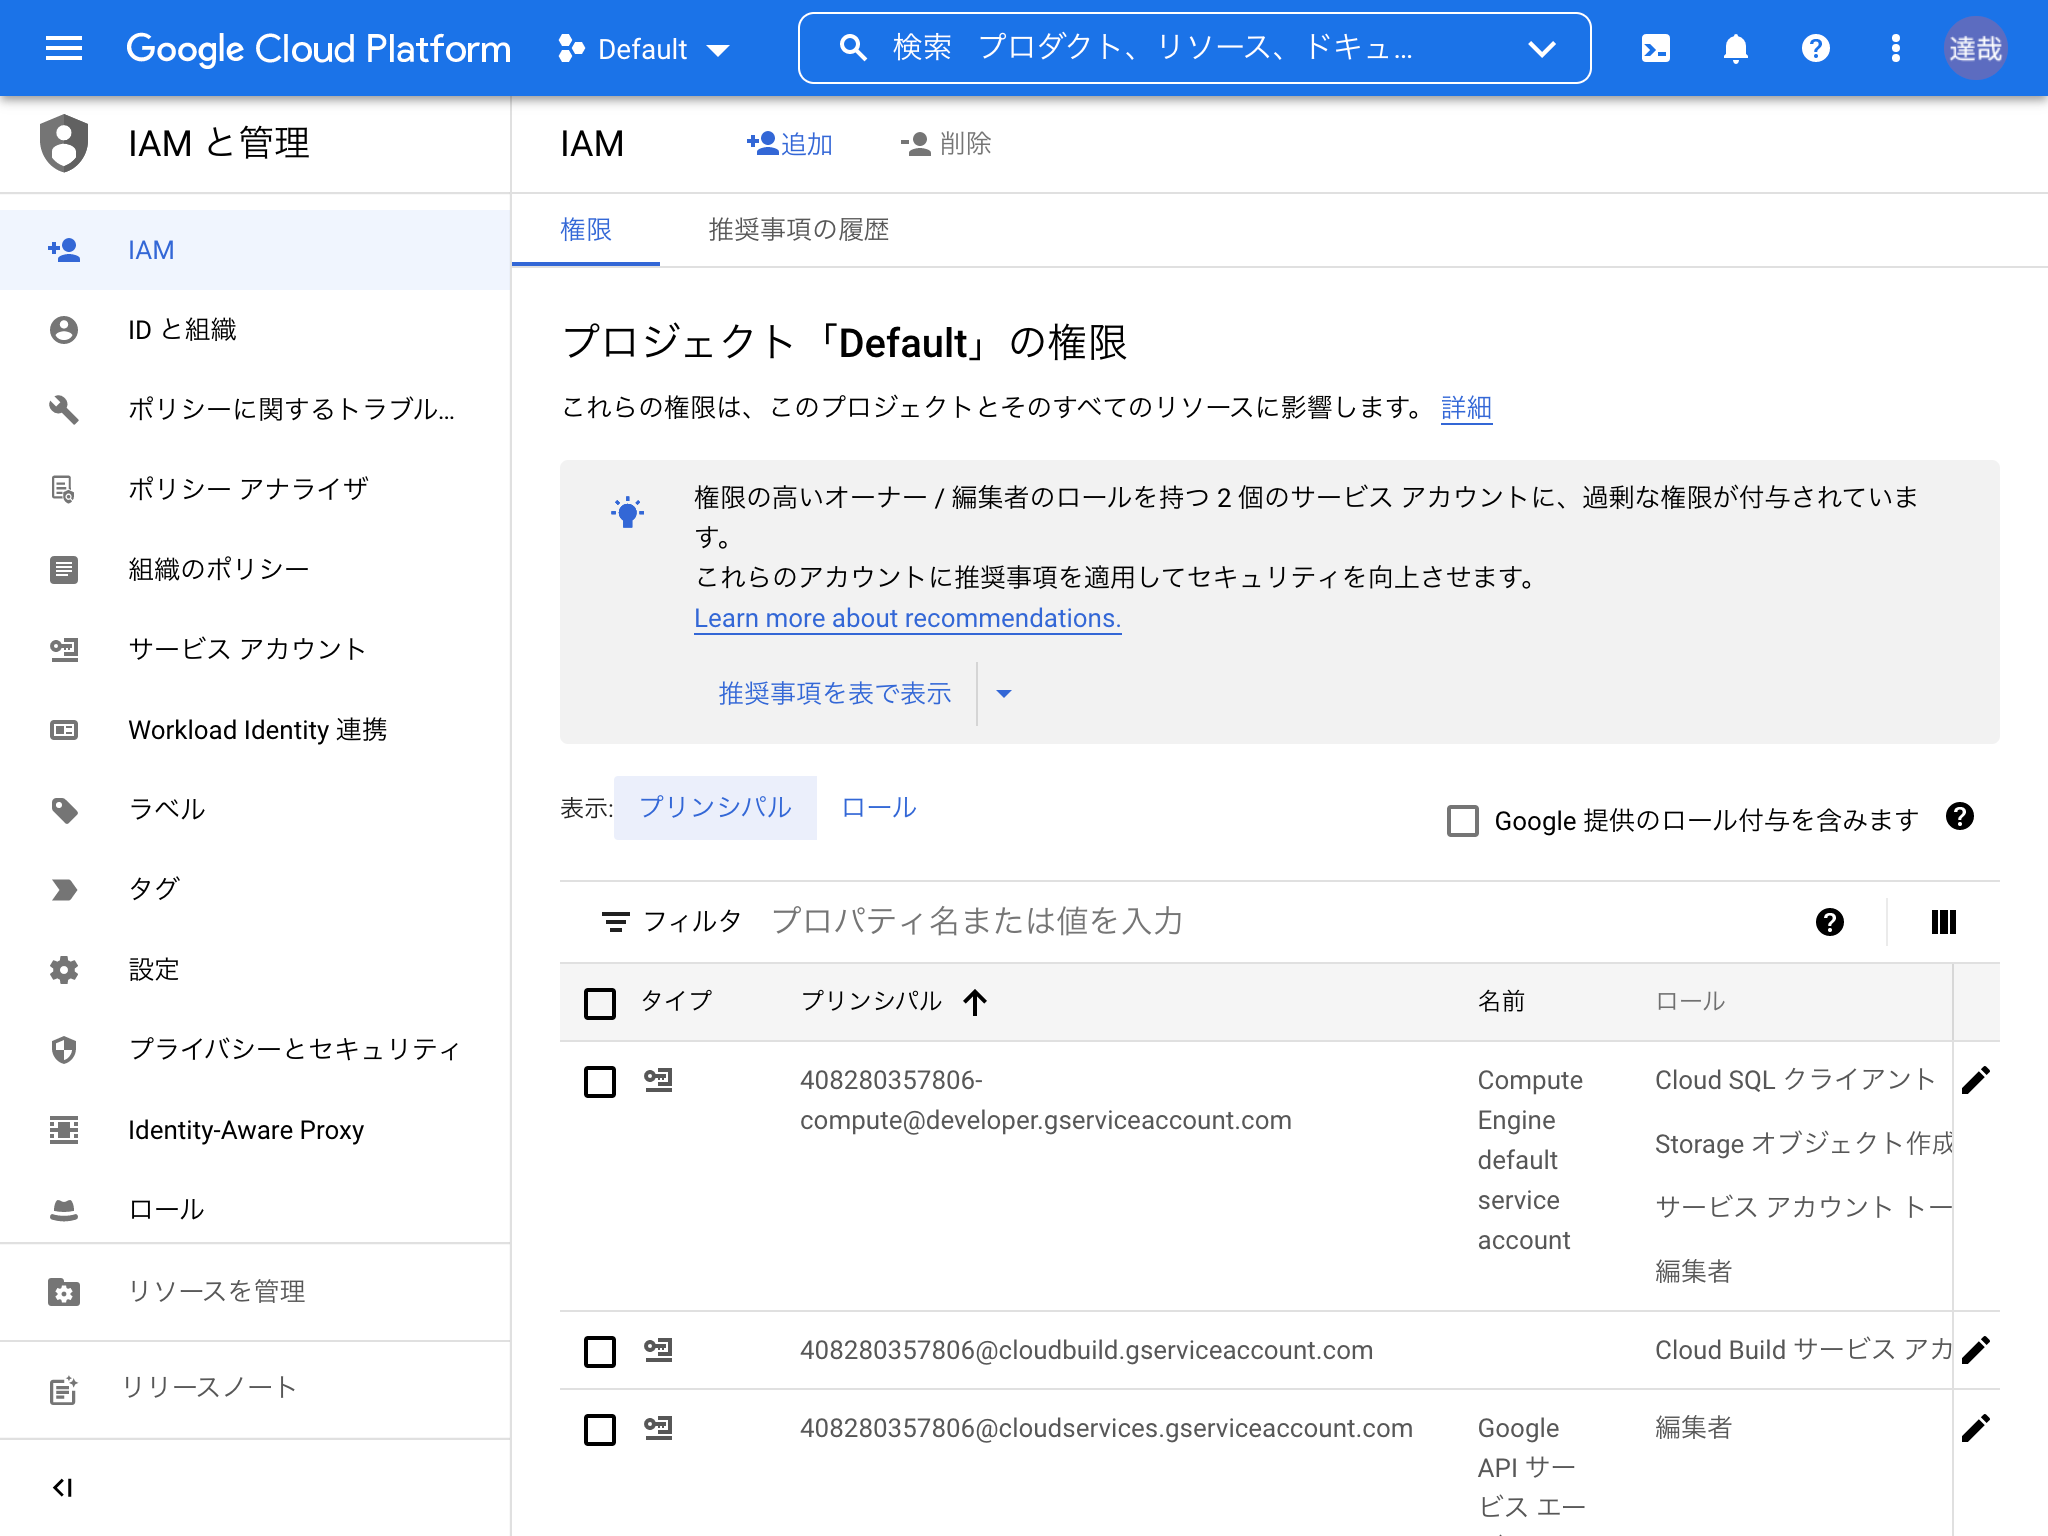 Google Cloud Platform
Default
検索 プロダクト、リソース、ドキュ...
達哉
IAM と管理
IAM
ID と組織
ポリシーに関するトラブル...
ポリシー アナライザ
組織のポリシー
サービス アカウント
Workload Identity 連携
ラベル
タグ
設定
プライバシーとセキュリティ
Identity-Aware Proxy
ロール
リソースを管理
リリースノート
IAM
追加
削除
権限
推奨事項の履歴
プロジェクト「Default」の権限
これらの権限は、このプロジェクトとそのすべてのリソースに影響します。 詳細
権限の高いオーナー / 編集者のロールを持つ 2 個のサービス アカウントに、過剰な権限が付与されていま
す。
これらのアカウントに推奨事項を適用してセキュリティを向上させます。
Learn more about recommendations.
推奨事項を表で表示
表示: プリンシパル ロール
Google 提供のロール付与を含みます
フィルタ プロパティ名または値を入力
タイプ プリンシパル 名前 ロール
408280357806-
compute@developer.gserviceaccount.com
Compute
Engine
default
service
account
Cloud SQL クライアント
Storage オブジェクト作成
サービス アカウント トー
編集者
408280357806@cloudbuild.gserviceaccount.com
Cloud Build サービス アカ
408280357806@cloudservices.gserviceaccount.com
Google
API サー
ビス エー
編集者